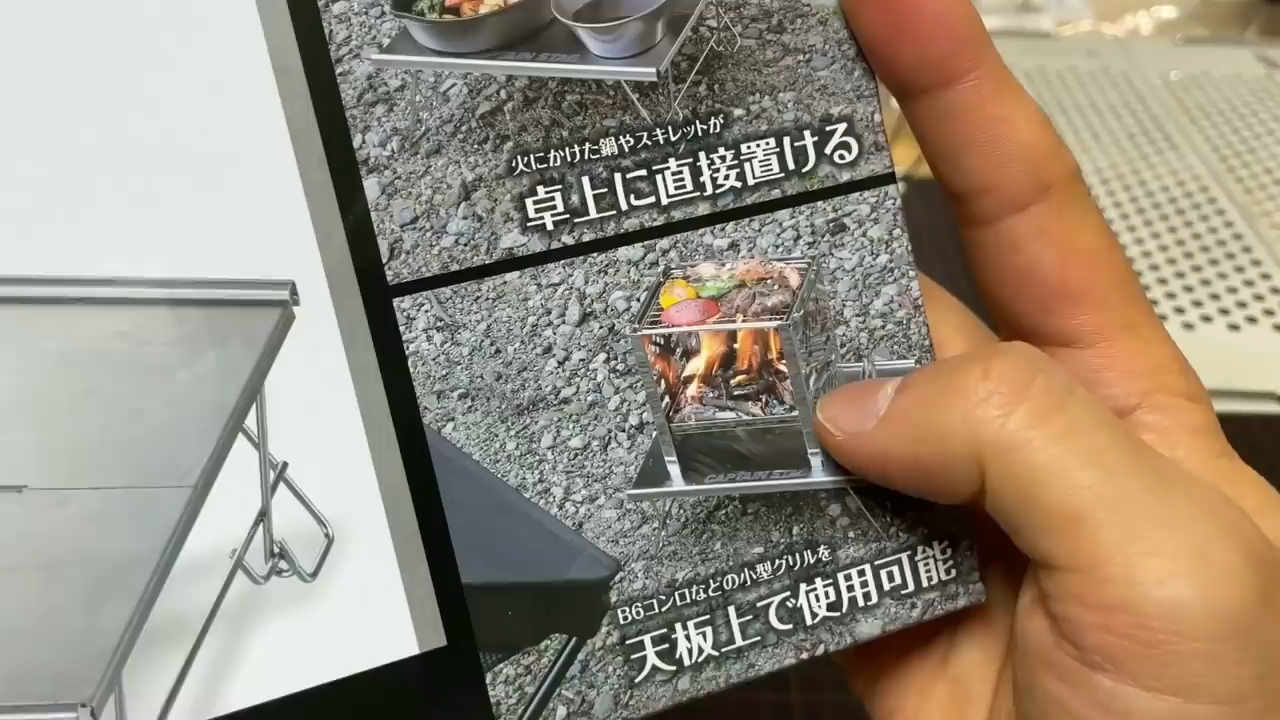 火にかけた鍋やスキレットが
卓上に直接置ける
CAPTAIN STAG
B6コンロなどの小型グリルを
天板上で使用可能